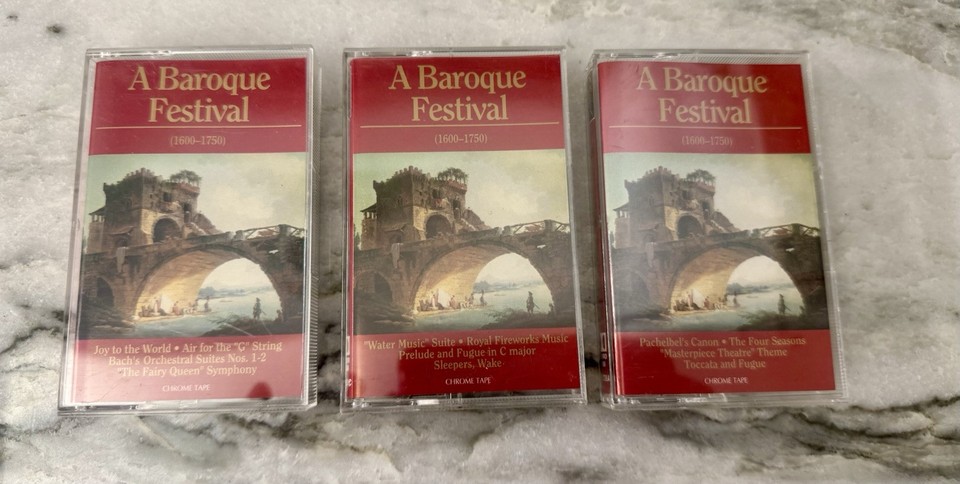 A Baroque
Festival
(1600–1750)
Joy to the World • Air for the "G" String
Bach's Orchestral Suites Nos. 1-2
"The Fairy Queen" Symphony
CHROME TAPE
A Baroque
Festival
(1600–1750)
"Water Music" Suite • Royal Fireworks Music
Prelude and Fugue in C major
Sleepers, Wake
CHROME TAPE
A Baroque
Festival
(1600–1750)
Pachelbel's Canon • The Four Seasons
"Masterpiece Theatre" Theme
Toccata and Fugue
CHROME TAPE